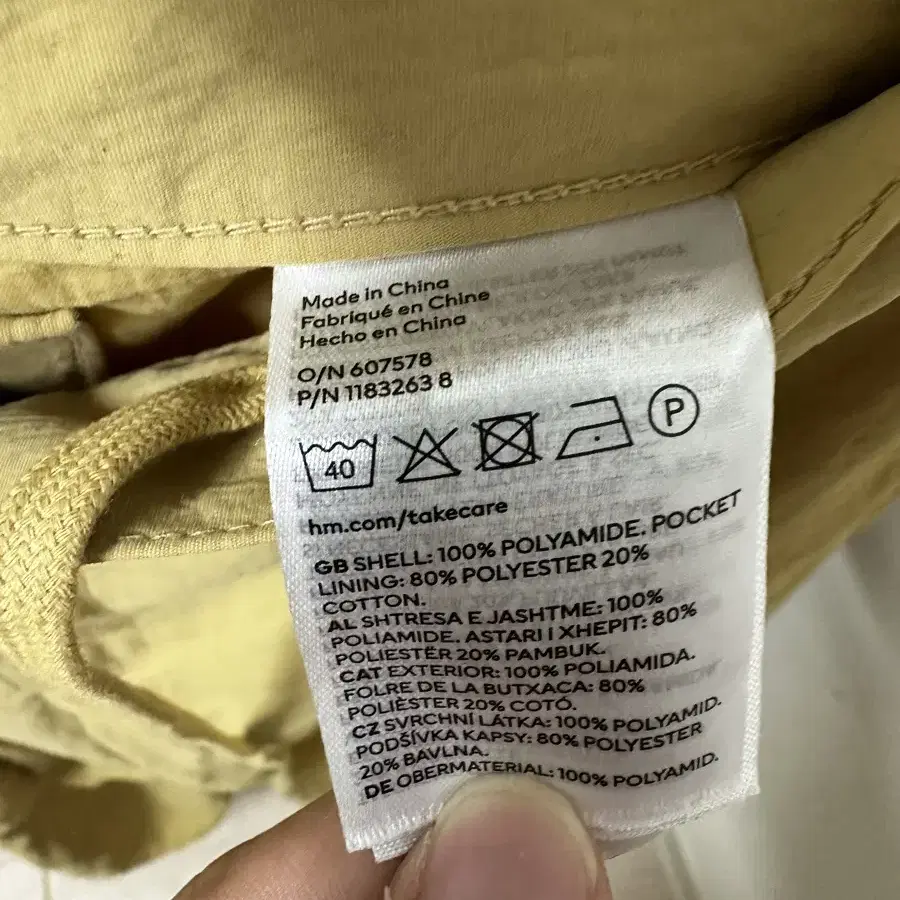 Made in China
Fabriqué en Chine
Hecho en China
O/N 607578
P/N 1183263 8
40
P
hm.com/takecare
GB SHELL: 100% POLYAMIDE. POCKET
LINING: 80% POLYESTER 20%
COTTON.
AL SHTRESA E JASHTME: 100%
POLIAMIDE. ASTARI I XHEPIT: 80%
POLIESTËR 20% PAMBUK.
CAT EXTERIOR: 100% POLIAMIDA.
FOLRE DE LA BUTXACA: 80%
POLIÈSTER 20% COTÓ.
CZ SVRCHNÍ LÁTKA: 100% POLYAMID.
PODŠÍVKA KAPSY: 80% POLYESTER
20% BAVLNA.
DE OBERMATERIAL: 100% POLYAMID.